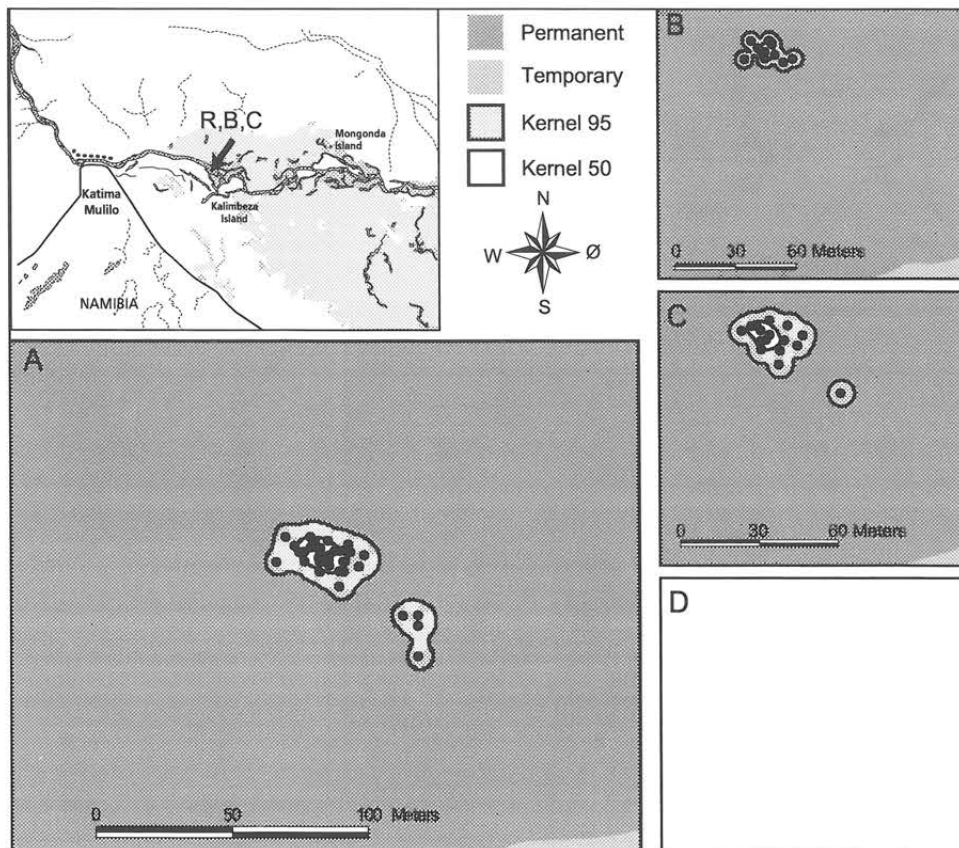 R,B,C
Mongonda
Island
Katima
Mulilo
Kalimbeza
Island
NAMIBIA
Permanent
Temporary
Kernel 95
Kernel 50
N
W Ø
S
B
0 30 60 Meters
C
0 30 60 Meters
A
0 50 100 Meters
D